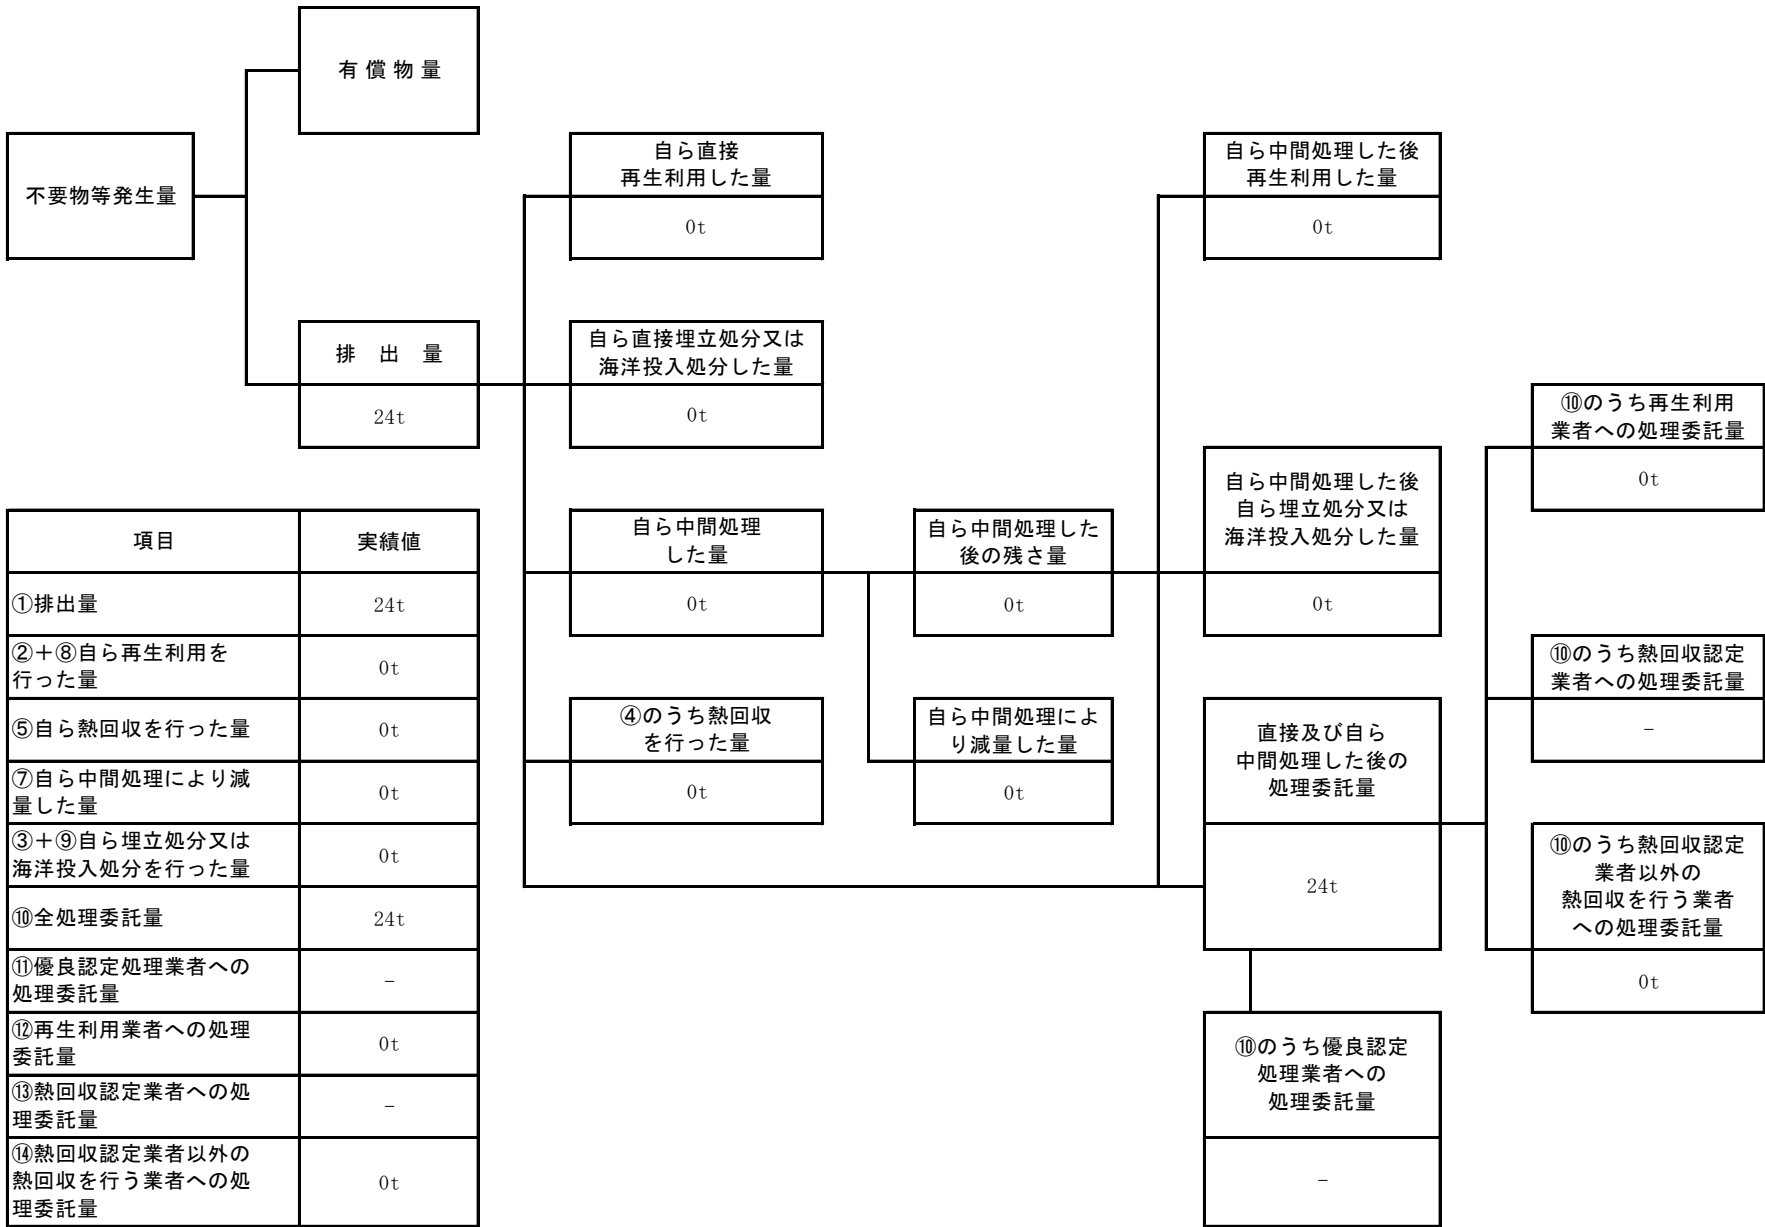 有 償 物 量
不要物等発生量
自ら直接
再生利用した量
0t
自ら中間処理した後
再生利用した量
0t
排 出 量
24t
自ら直接埋立処分又は
海洋投入処分した量
0t
⑩のうち再生利用
業者への処理委託量
0t
自ら中間処理した後
自ら埋立処分又は
海洋投入処分した量
0t
自ら中間処理
した量
0t
自ら中間処理した
後の残さ量
0t
⑩のうち熱回収認定
業者への処理委託量
－
④のうち熱回収
を行った量
0t
自ら中間処理によ
り減量した量
0t
直接及び自ら
中間処理した後の
処理委託量
24t
⑩のうち熱回収認定
業者以外の
熱回収を行う業者
への処理委託量
0t
⑩のうち優良認定
処理業者への
処理委託量
－
項目 実績値
①排出量 24t
②＋⑧自ら再生利用を
行った量 0t
⑤自ら熱回収を行った量 0t
⑦自ら中間処理により減
量した量 0t
③＋⑨自ら埋立処分又は
海洋投入処分を行った量 0t
⑩全処理委託量 24t
⑪優良認定処理業者への
処理委託量 －
⑫再生利用業者への処理
委託量 0t
⑬熱回収認定業者への処
理委託量 －
⑭熱回収認定業者以外の
熱回収を行う業者への処
理委託量 0t